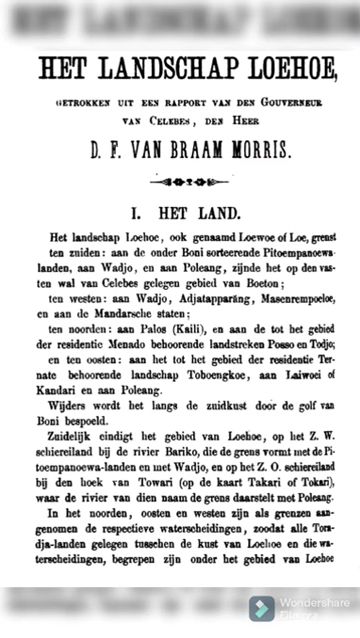 HET LANDSCHAP LOEHOE,
GETROKKEN UIT EEN RAPPORT VAN DEN GOUVERNEUR
VAN CELEBES, DEN HEER
D. F. VAN BRAAM MORRIS.
I. HET LAND.
Het landschap Loehoe, ook genaamd Loewoe of Loe, grenst
ten zuiden: aan de onder Boni sorteerende Pitoempanoewa-
landen, aan Wadjo, en aan Poleang, zijnde het op den vas-
ten wal van Celebes gelegen gebied van Boeton;
ten westen: aan Wadjo, Adjatapparàng, Masenrempoeloe,
en aan de Mandarsche staten;
ten noorden: aan Palos (Kaili), en aan de tot het gebied
der residentie Menado behoorende landstreken Posso en Todjo;
en ten oosten: aan het tot het gebied der residentie Ter-
nate behoorende landschap Toboengkoe, aan Laiwoei of
Kandari en aan Poleang.
Wijders wordt het langs de zuidkust door de golf van
Boni bespoeld.
Zuidelijk eindigt het gebied van Loehoe, op het Z. W.
schiereiland bij de rivier Bariko, die de grens vormt met de Pi-
toempanoewa-landen en met Wadjo, en op het Z. O. schiereiland
bij den hoek van Towari (op de kaart Takari of Tokari),
waar de rivier van dien naam de grens daarstelt met Poleang.
In het noorden, oosten en westen zijn als grenzen aan-
genomen de respectieve waterscheidingen, zoodat alle Tora-
dja-landen gelegen tusschen de kust van Loehoe en die wa-
terscheidingen, begrepen zijn onder het gebied van Loehoe
Wondershare
Filmora